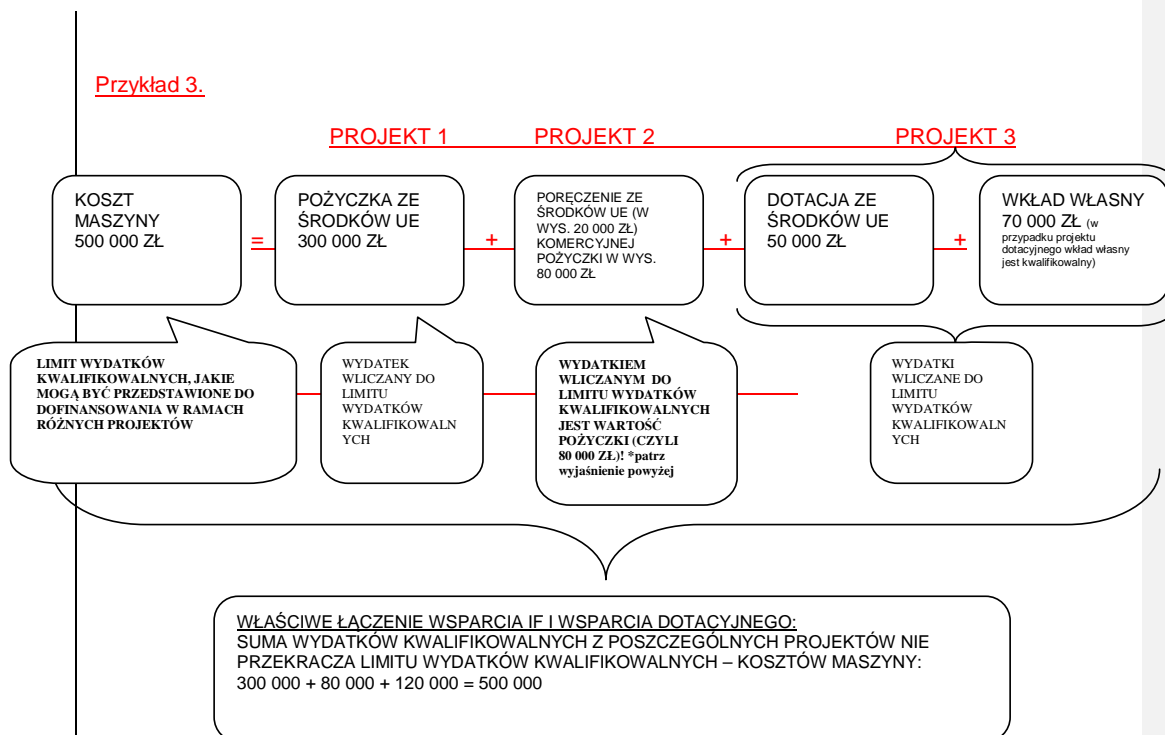 Przykład 3.
PROJEKT 1
PROJEKT 2
PROJEKT 3
KOSZT
MASZYNY
500 000 ZŁ
=
POŻYCZKA ZE
ŚRODKÓW UE
300 000 ZŁ
+
PORĘCZENIE ZE
ŚRODKÓW UE (W
WYS. 20 000 ZŁ)
KOMERCYJNEJ
POŻYCZKI W WYS.
80 000 ZŁ
+
DOTACJA ZE
ŚRODKÓW UE
50 000 ZŁ
+
WKŁAD WŁASNY
70 000 ZŁ (w
przypadku projektu
dotacyjnego wkład własny
jest kwalifikowalny)
LIMIT WYDATKÓW
KWALIFIKOWALNYCH, JAKIE
MOGĄ BYĆ PRZEDSTAWIONE DO
DOFINANSOWANIA W RAMACH
RÓŻNYCH PROJEKTÓW
WYDATEK
WLICZANY DO
LIMITU
WYDATKÓW
KWALIFIKOWALN
YCH
WYDATKIEM
WLICZANYM DO
LIMITU WYDATKÓW
KWALIFIKOWALNYCH
JEST WARTOŚĆ
POŻYCZKI (CZYLI
80 000 ZŁ)! *patrz
wyjaśnienie powyżej
WYDATKI
WLICZANE DO
LIMITU
WYDATKÓW
KWALIFIKOWALN
YCH
WŁAŚCIWE ŁĄCZENIE WSPARCIA IF I WSPARCIA DOTACYJNEGO:
SUMA WYDATKÓW KWALIFIKOWALNYCH Z POSZCZEGÓLNYCH PROJEKTÓW NIE
PRZEKRACZA LIMITU WYDATKÓW KWALIFIKOWALNYCH – KOSZTÓW MASZYNY:
300 000 + 80 000 + 120 000 = 500 000